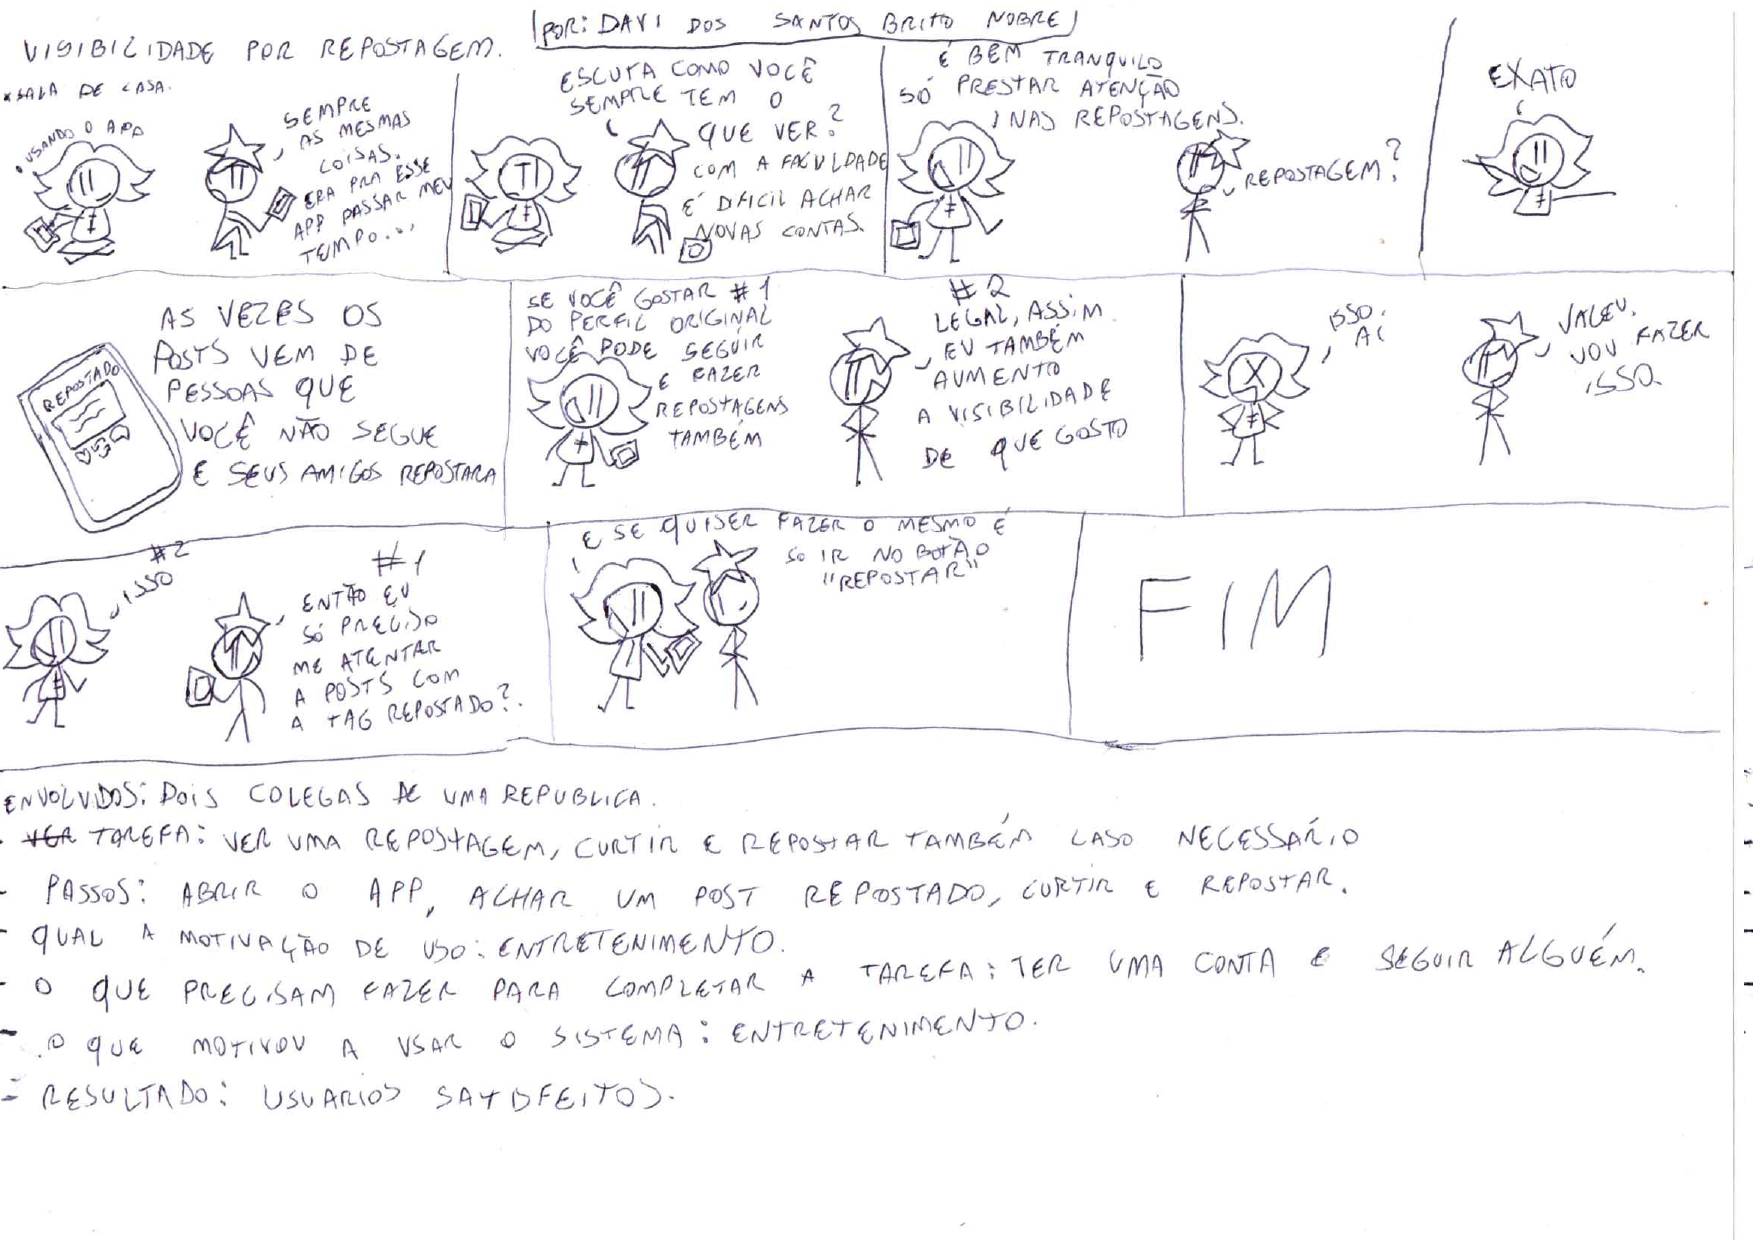 VISIBILIDADE POR REPOSTAGEM.
POR: DAVI DOS SANTOS BRITO NOBRE
*SALA DE CASA.
USANDO O APP
SEMPRE
AS MESMAS
COISAS.
ERA PRA ESSE
APP PASSAR MEU
TEMPO...
ESCUTA COMO VOCÊ
SEMPRE TEM O
QUE VER?
COM A FACULDADE
É DIFICIL ACHAR
NOVAS CONTAS.
É BEM TRANQUILO
SÓ PRESTAR ATENÇÃO
NAS REPOSTAGENS.
REPOSTAGEM?
EXATO
REPOSTADO
AS VEZES OS
POSTS VEM DE
PESSOAS QUE
VOCÊ NÃO SEGUE
E SEUS AMIGOS REPOSTARA
SE VOCÊ GOSTAR #1
DO PERFIL ORIGINAL
VOCÊ PODE SEGUIR
E FAZER
REPOSTAGENS
TAMBÉM
#2
LEGAL, ASSIM
EU TAMBÉM
AUMENTO
A VISIBILIDADE
DE QUE GOSTO
ISSO
AÍ
VALEU.
VOU FAZER
ISSO.
#2
ISSO
#1
ENTÃO EU
SÓ PRECISO
ME ATENTAR
A POSTS COM
A TAG REPOSTADO?
E SE QUISER FAZER O MESMO É
SO IR NO BOTÃO
"REPOSTAR"
FIM
ENVOLVIDOS: DOIS COLEGAS DE UMA REPUBLICA.
- VER TAREFA: VER UMA REPOSTAGEM, CURTIR E REPOSTAR TAMBÉM CASO NECESSÁRIO
- PASSOS: ABRIR O APP, ACHAR UM POST REPOSTADO, CURTIR E REPOSTAR.
- QUAL A MOTIVAÇÃO DE USO: ENTRETENIMENTO.
- O QUE PRECISAM FAZER PARA COMPLETAR A TAREFA: TER UMA CONTA E SEGUIR ALGUÉM.
- O QUE MOTIVOU A USAR O SISTEMA: ENTRETENIMENTO.
- RESULTADO: USUARIOS SATISFEITOS.